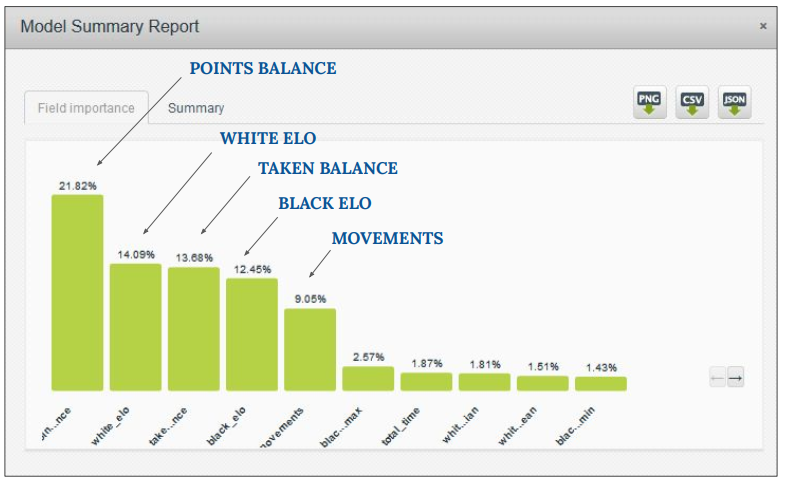 Model Summary Report ×
POINTS BALANCE
Field importance Summary PNG CSV JSON
WHITE ELO
TAKEN BALANCE
21.82%
BLACK ELO
MOVEMENTS
14.09% 13.68%
12.45%
9.05%
2.57% 1.87% 1.81% 1.51% 1.43%
white_elo take...nce black_elo blac...max total_time whit...ian whit...ean blac...min